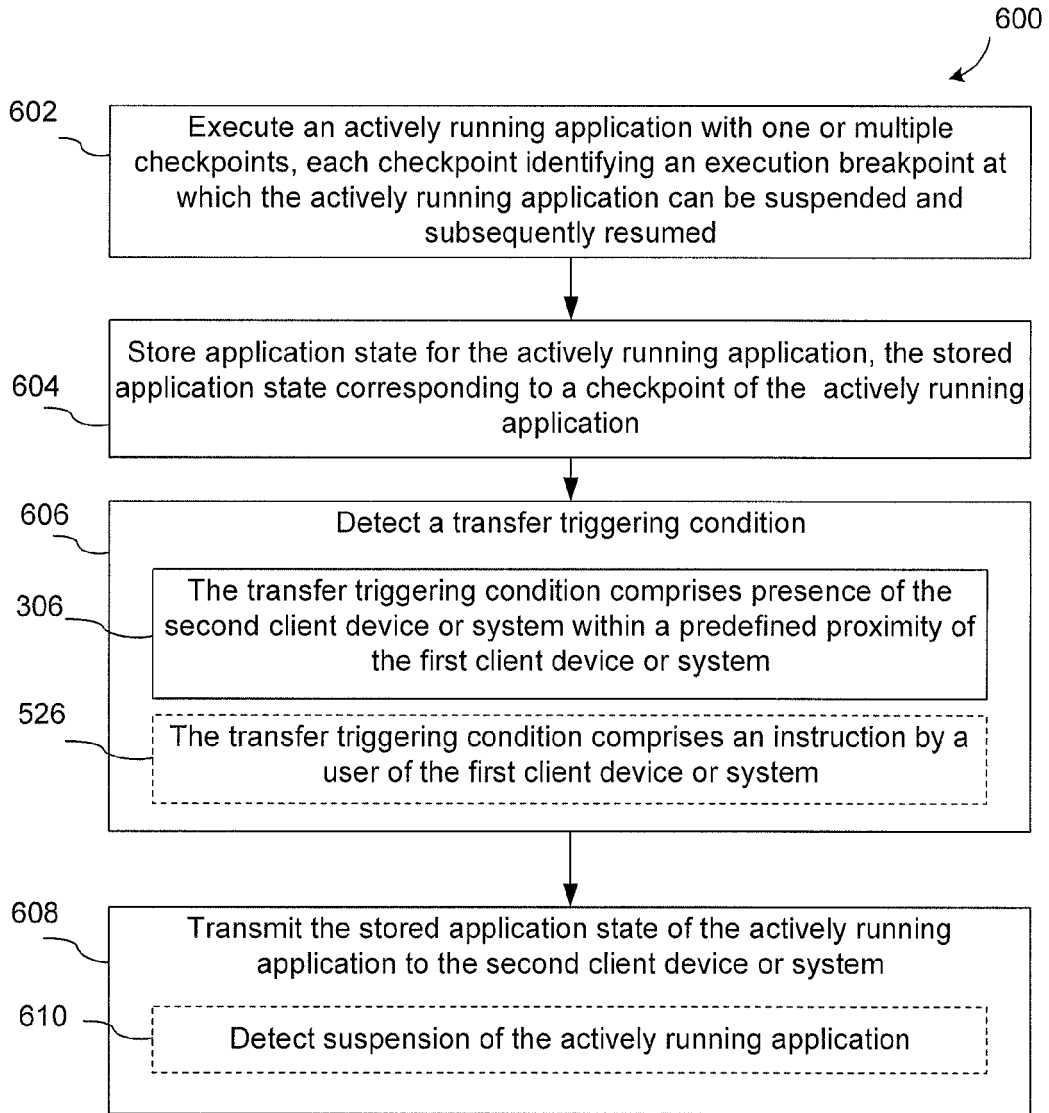 600
602
Execute an actively running application with one or multiple
checkpoints, each checkpoint identifying an execution breakpoint at
which the actively running application can be suspended and
subsequently resumed
604
Store application state for the actively running application, the stored
application state corresponding to a checkpoint of the actively running
application
606
Detect a transfer triggering condition
306
The transfer triggering condition comprises presence of the
second client device or system within a predefined proximity of
the first client device or system
526
The transfer triggering condition comprises an instruction by a
user of the first client device or system
608
Transmit the stored application state of the actively running
application to the second client device or system
610
Detect suspension of the actively running application